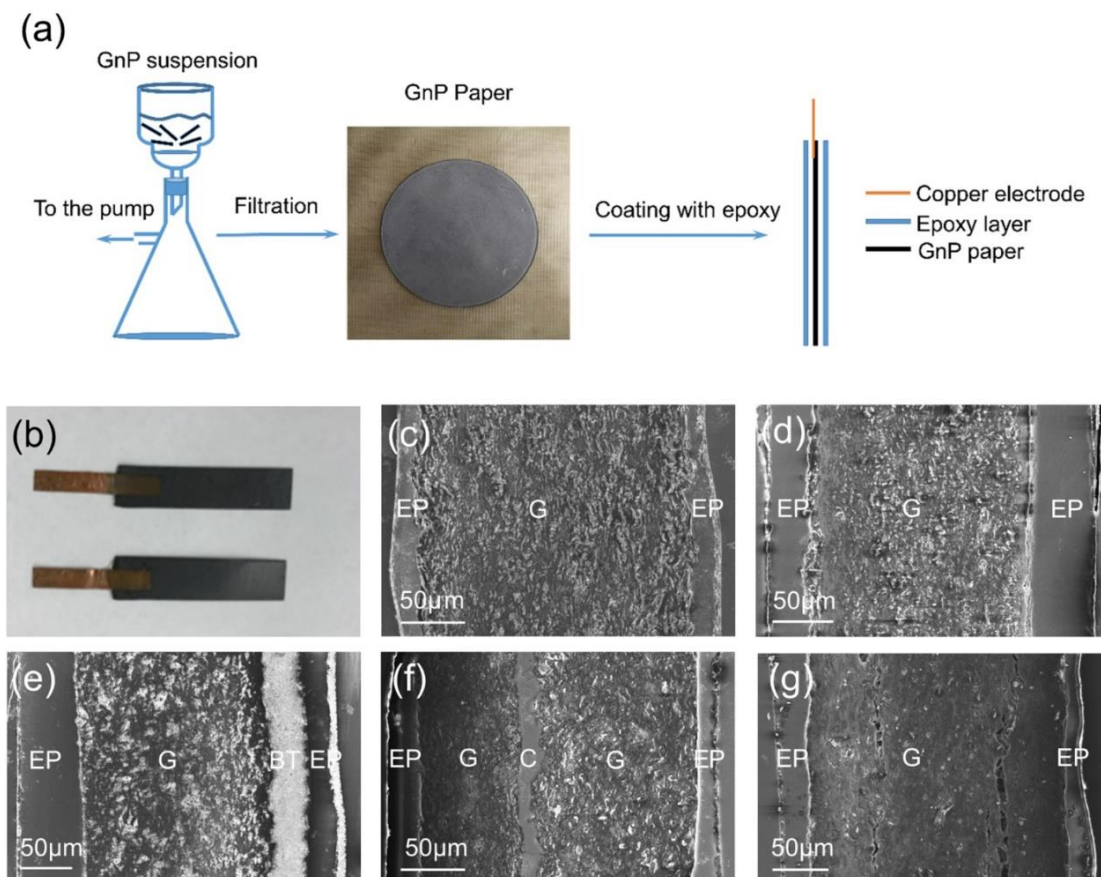 (a)
GnP suspension
GnP Paper
To the pump
Filtration
Coating with epoxy
Copper electrode
Epoxy layer
GnP paper
(b)
(c)
EP
G
EP
50μm
(d)
EP
G
EP
50μm
(e)
EP
G
BT
EP
50μm
(f)
EP
G
C
G
EP
50μm
(g)
EP
G
EP
50μm